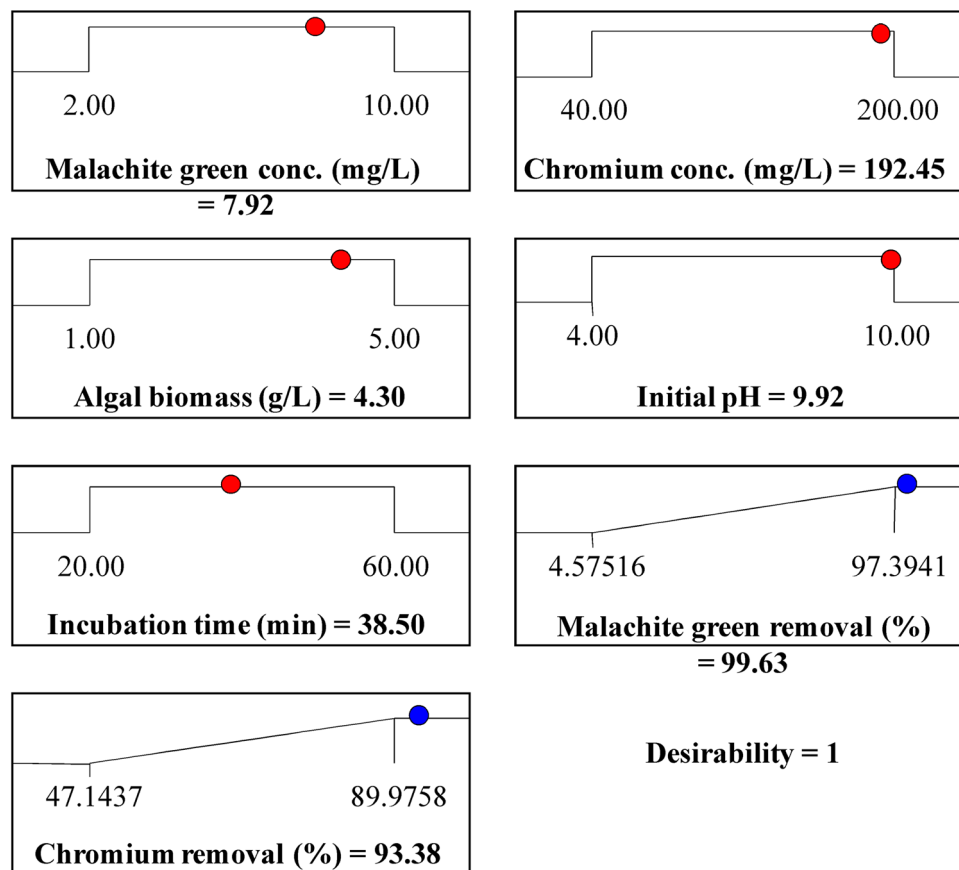 2.00 10.00
Malachite green conc. (mg/L)
= 7.92
40.00 200.00
Chromium conc. (mg/L) = 192.45
1.00 5.00
Algal biomass (g/L) = 4.30
4.00 10.00
Initial pH = 9.92
20.00 60.00
Incubation time (min) = 38.50
4.57516 97.3941
Malachite green removal (%)
= 99.63
47.1437 89.9758
Chromium removal (%) = 93.38
Desirability = 1